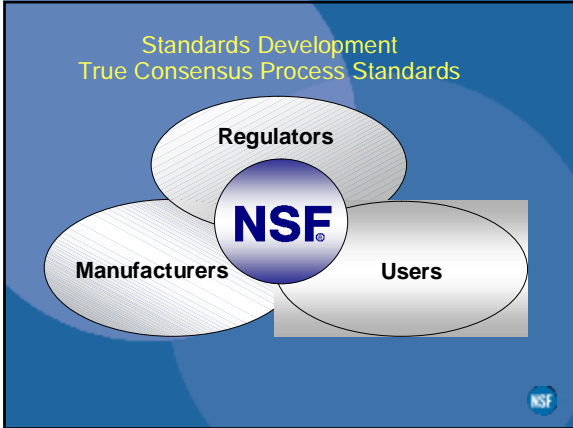 Standards Development
True Consensus Process Standards
Regulators
NSF®
Manufacturers
Users
NSF